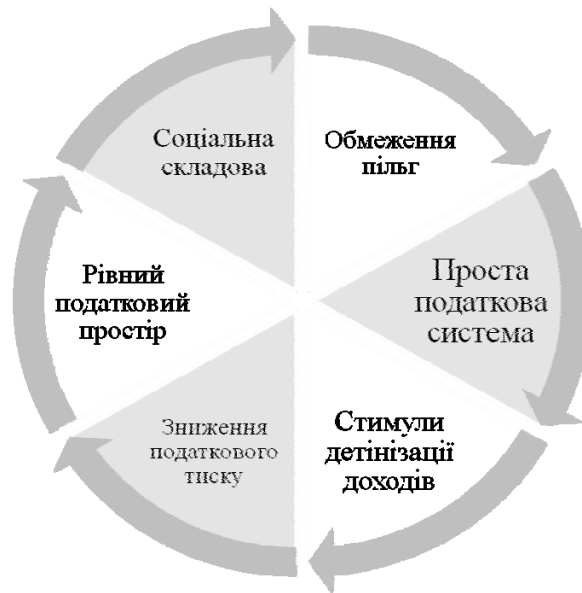 Обмеження
пільг
Проста
податкова
система
Стимули
детінізації
доходів
Зниження
податкового
тиску
Рівний
податковий
простір
Соціальна
складова